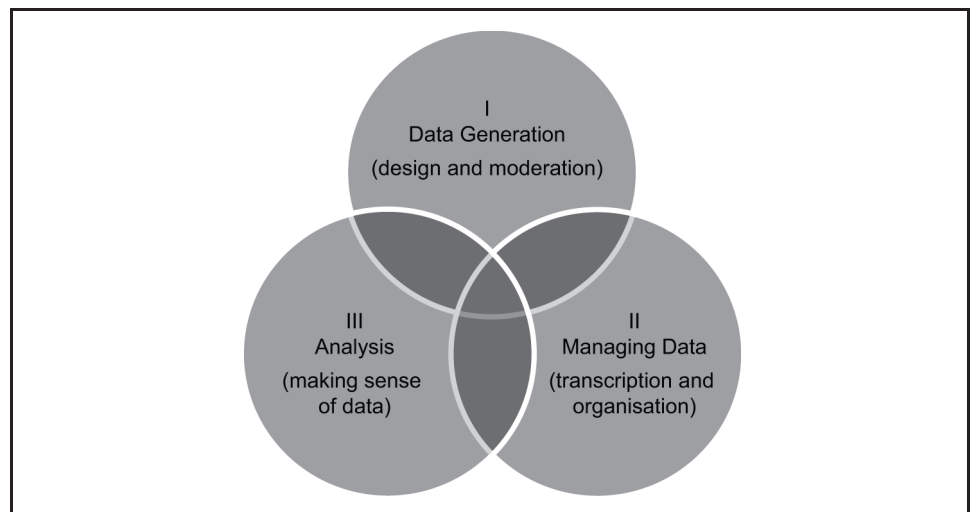 I
Data Generation
(design and moderation)
III
Analysis
(making sense
of data)
II
Managing Data
(transcription and
organisation)